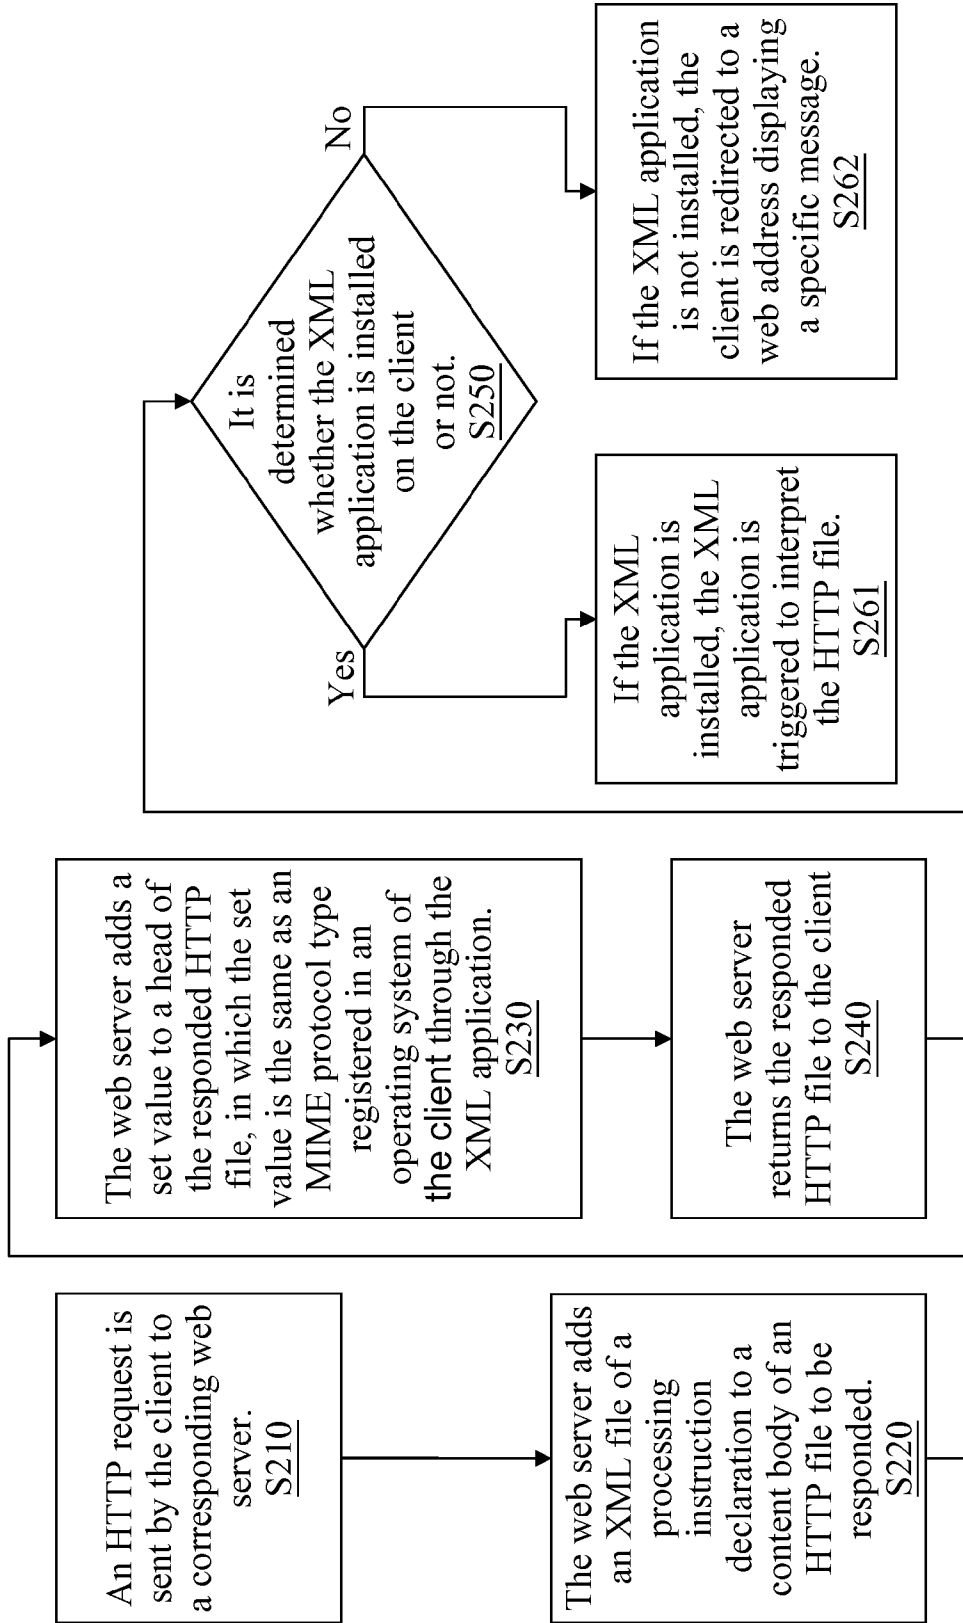 An HTTP request is
sent by the client to
a corresponding web
server.
S210
The web server adds
an XML file of a
processing
instruction
declaration to a
content body of an
HTTP file to be
responded.
S220
The web server adds a
set value to a head of
the responded HTTP
file, in which the set
value is the same as an
MIME protocol type
registered in an
operating system of
the client through the
XML application.
S230
The web server
returns the responded
HTTP file to the client
S240
It is
determined
whether the XML
application is installed
on the client
or not.
S250
Yes
No
If the XML
application is
installed, the XML
application is
triggered to interpret
the HTTP file.
S261
If the XML application
is not installed, the
client is redirected to a
web address displaying
a specific message.
S262